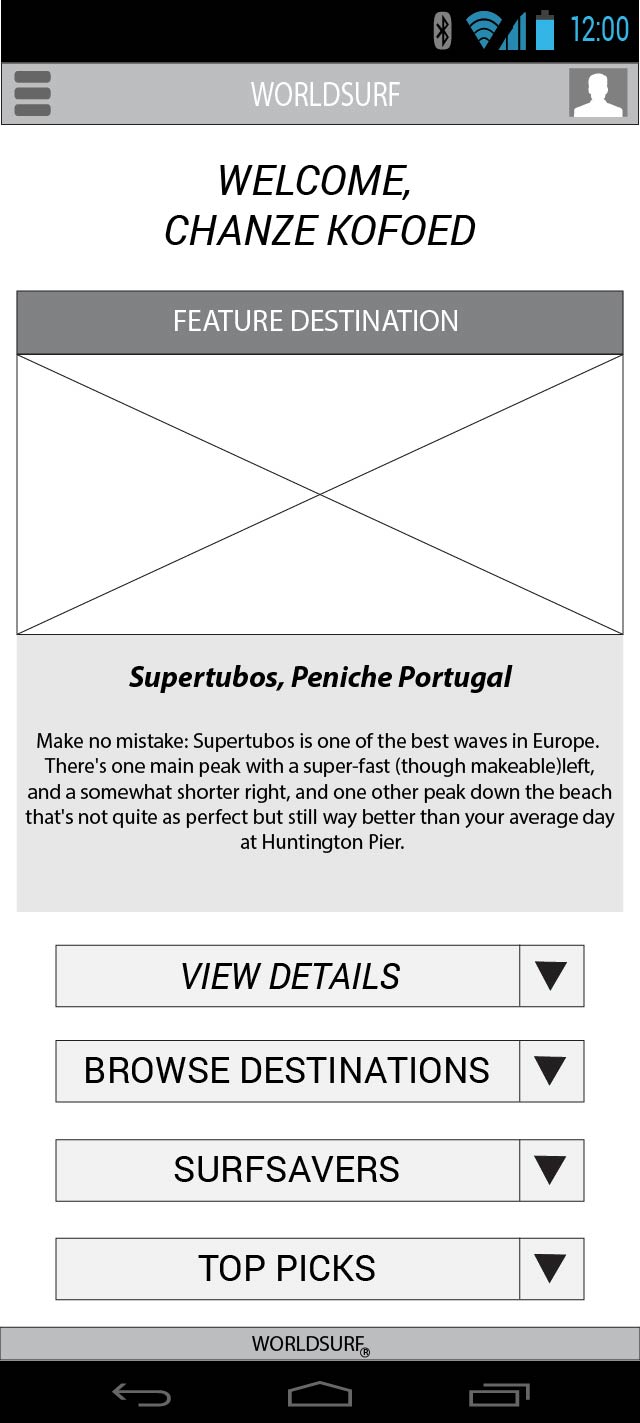 12:00
WORLDSURF
WELCOME,
CHANZE KOFOED
FEATURE DESTINATION
Supertubos, Peniche Portugal
Make no mistake: Supertubos is one of the best waves in Europe.
There's one main peak with a super-fast (though makeable)left,
and a somewhat shorter right, and one other peak down the beach
that's not quite as perfect but still way better than your average day
at Huntington Pier.
VIEW DETAILS
BROWSE DESTINATIONS
SURFSAVERS
TOP PICKS
WORLDSURF®